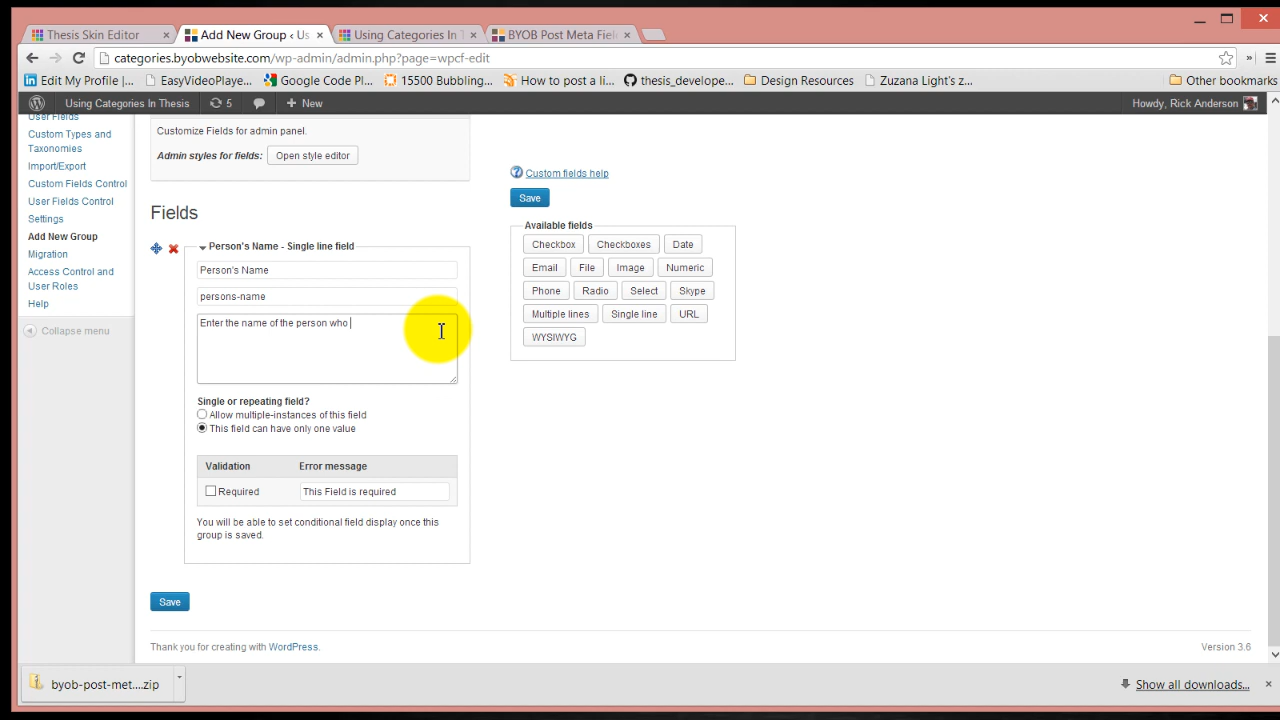 Thesis Skin Editor
Add New Group ‹ Us
Using Categories In T
BYOB Post Meta Field
categories.byobwebsite.com/wp-admin/admin.php?page=wpcf-edit
Edit My Profile |...
EasyVideoPlaye...
Google Code Pl...
15500 Bubbling...
How to post a li...
thesis_develope...
Design Resources
Zuzana Light's z...
Other bookmarks
Using Categories In Thesis
5
New
Howdy, Rick Anderson
User Fields
Custom Types and
Taxonomies
Import/Export
Custom Fields Control
User Fields Control
Settings
Add New Group
Migration
Access Control and
User Roles
Help
Collapse menu
Customize Fields for admin panel.
Admin styles for fields: Open style editor
Fields
Person's Name - Single line field
Person's Name
persons-name
Enter the name of the person who
Single or repeating field?
Allow multiple-instances of this field
This field can have only one value
Validation Error message
Required This Field is required
You will be able to set conditional field display once this
group is saved.
Save
Custom fields help
Save
Available fields
Checkbox Checkboxes Date
Email File Image Numeric
Phone Radio Select Skype
Multiple lines Single line URL
WYSIWYG
Thank you for creating with WordPress.
Version 3.6
byob-post-met....zip
Show all downloads...